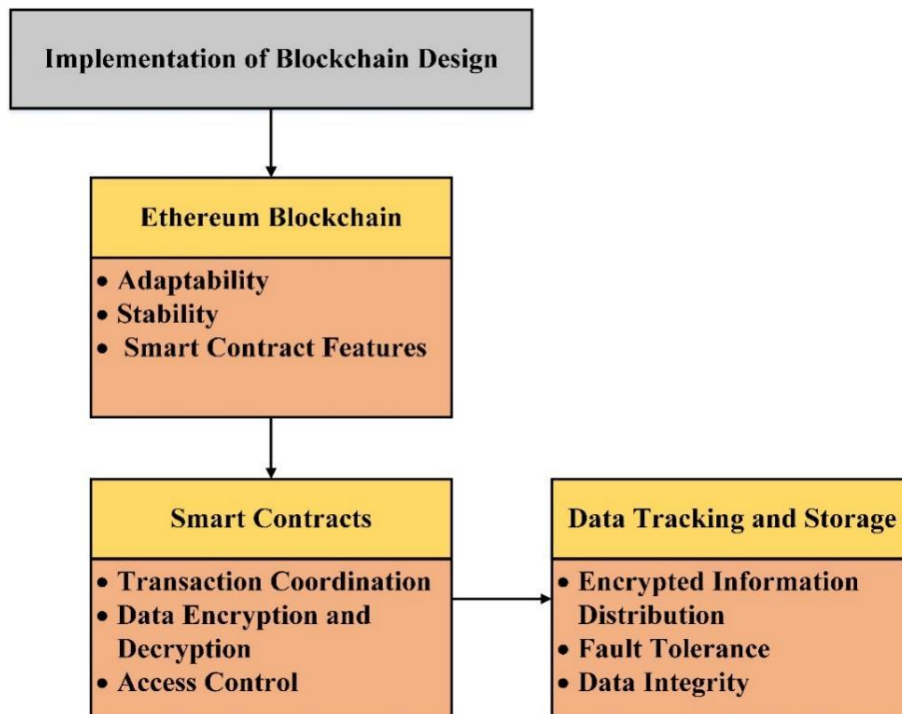 Implementation of Blockchain Design
Ethereum Blockchain
• Adaptability
• Stability
• Smart Contract Features
Smart Contracts
• Transaction Coordination
• Data Encryption and
Decryption
• Access Control
Data Tracking and Storage
• Encrypted Information
Distribution
• Fault Tolerance
• Data Integrity